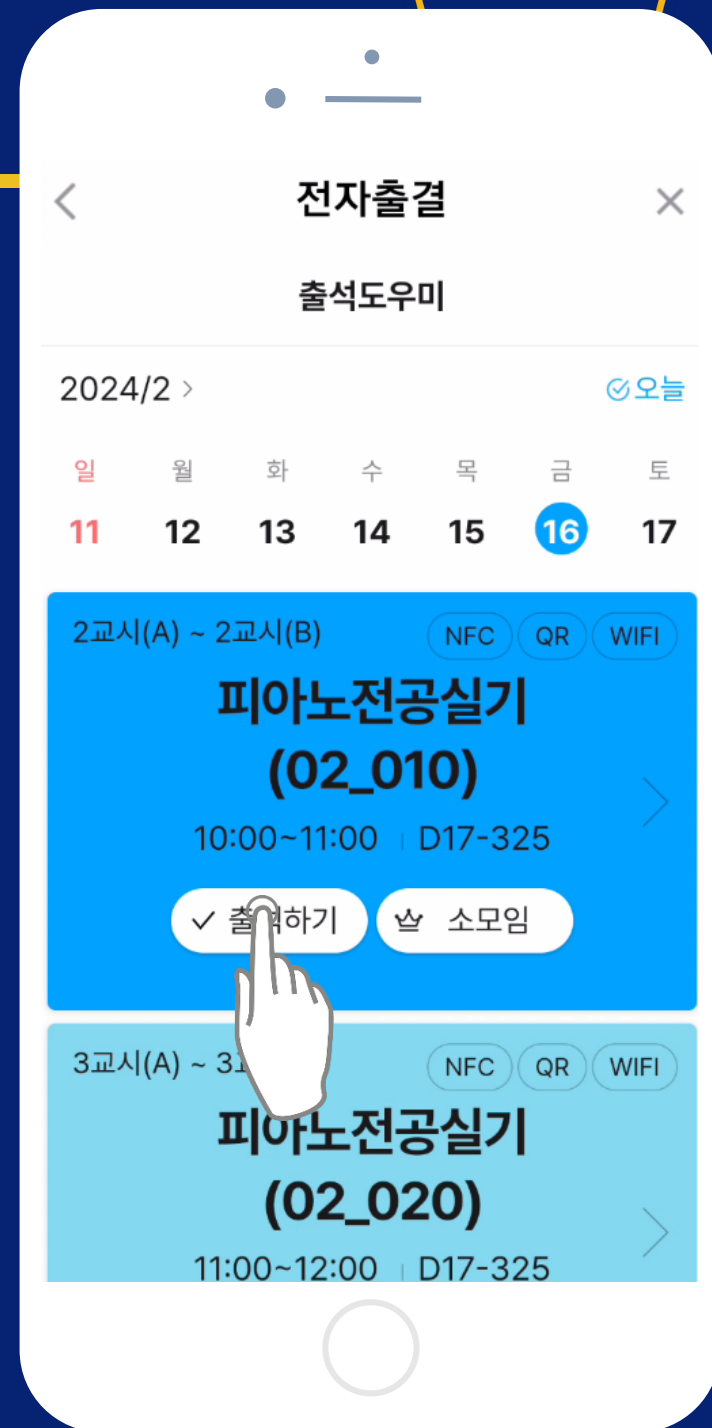 전자출결
출석도우미
2024/2 > 오늘
일 월 화 수 목 금 토
11 12 13 14 15 16 17
2교시(A) ~ 2교시(B) NFC QR WIFI
피아노전공실기
(02_010)
10:00~11:00 | D17-325
소모임
3교시(A) ~ NFC QR WIFI
피아노전공실기
(02_020)
11:00~12:00 | D17-325